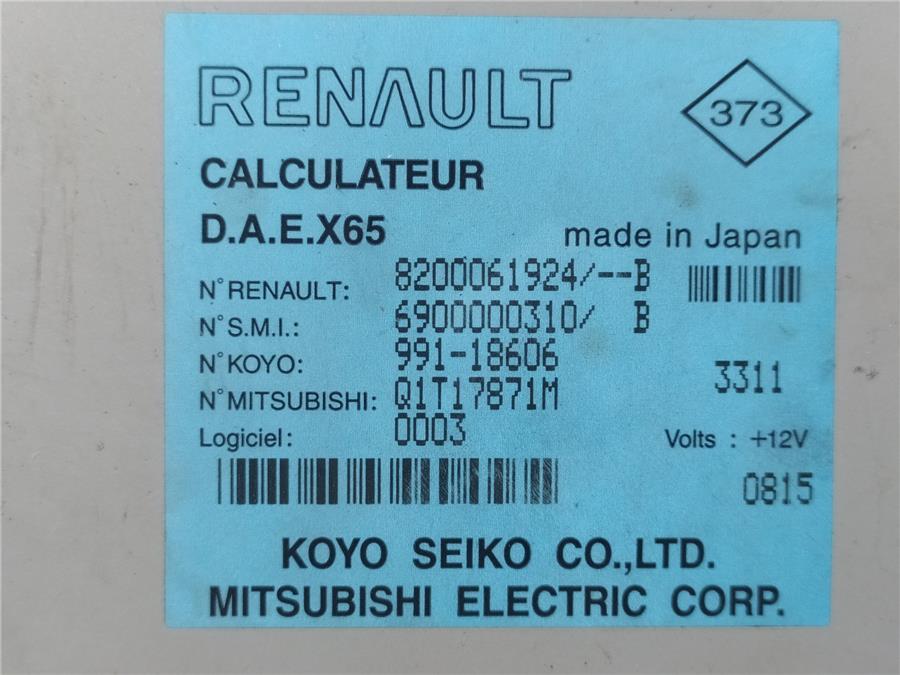 RENAULT
373
CALCULATEUR
D.A.E.X65
made in Japan
N°RENAULT: 8200061924/--B
N°S.M.I.: 6900000310/ B
N°KOYO: 991-18606
3311
N°MITSUBISHI: Q1T17871M
Logiciel: 0003
Volts : +12V
0815
KOYO SEIKO CO.,LTD.
MITSUBISHI ELECTRIC CORP.